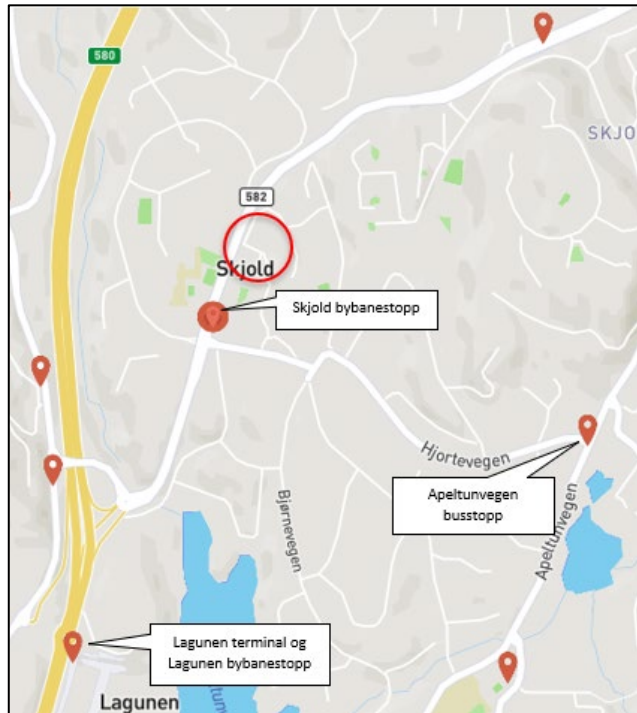 580
SKJO
582
Skjold
Skjold bybanestopp
Hjortevegen
Apeltunvegen
busstopp
Bjørnevegen
Apeltunvegen
Lagunen terminal og
Lagunen bybanestopp
Lagunen